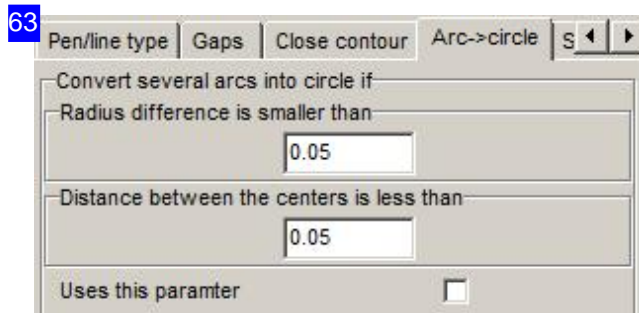 63
Pen/line type Gaps Close contour Arc->circle S
Convert several arcs into circle if
Radius difference is smaller than
0.05
Distance between the centers is less than
0.05
Uses this paramter